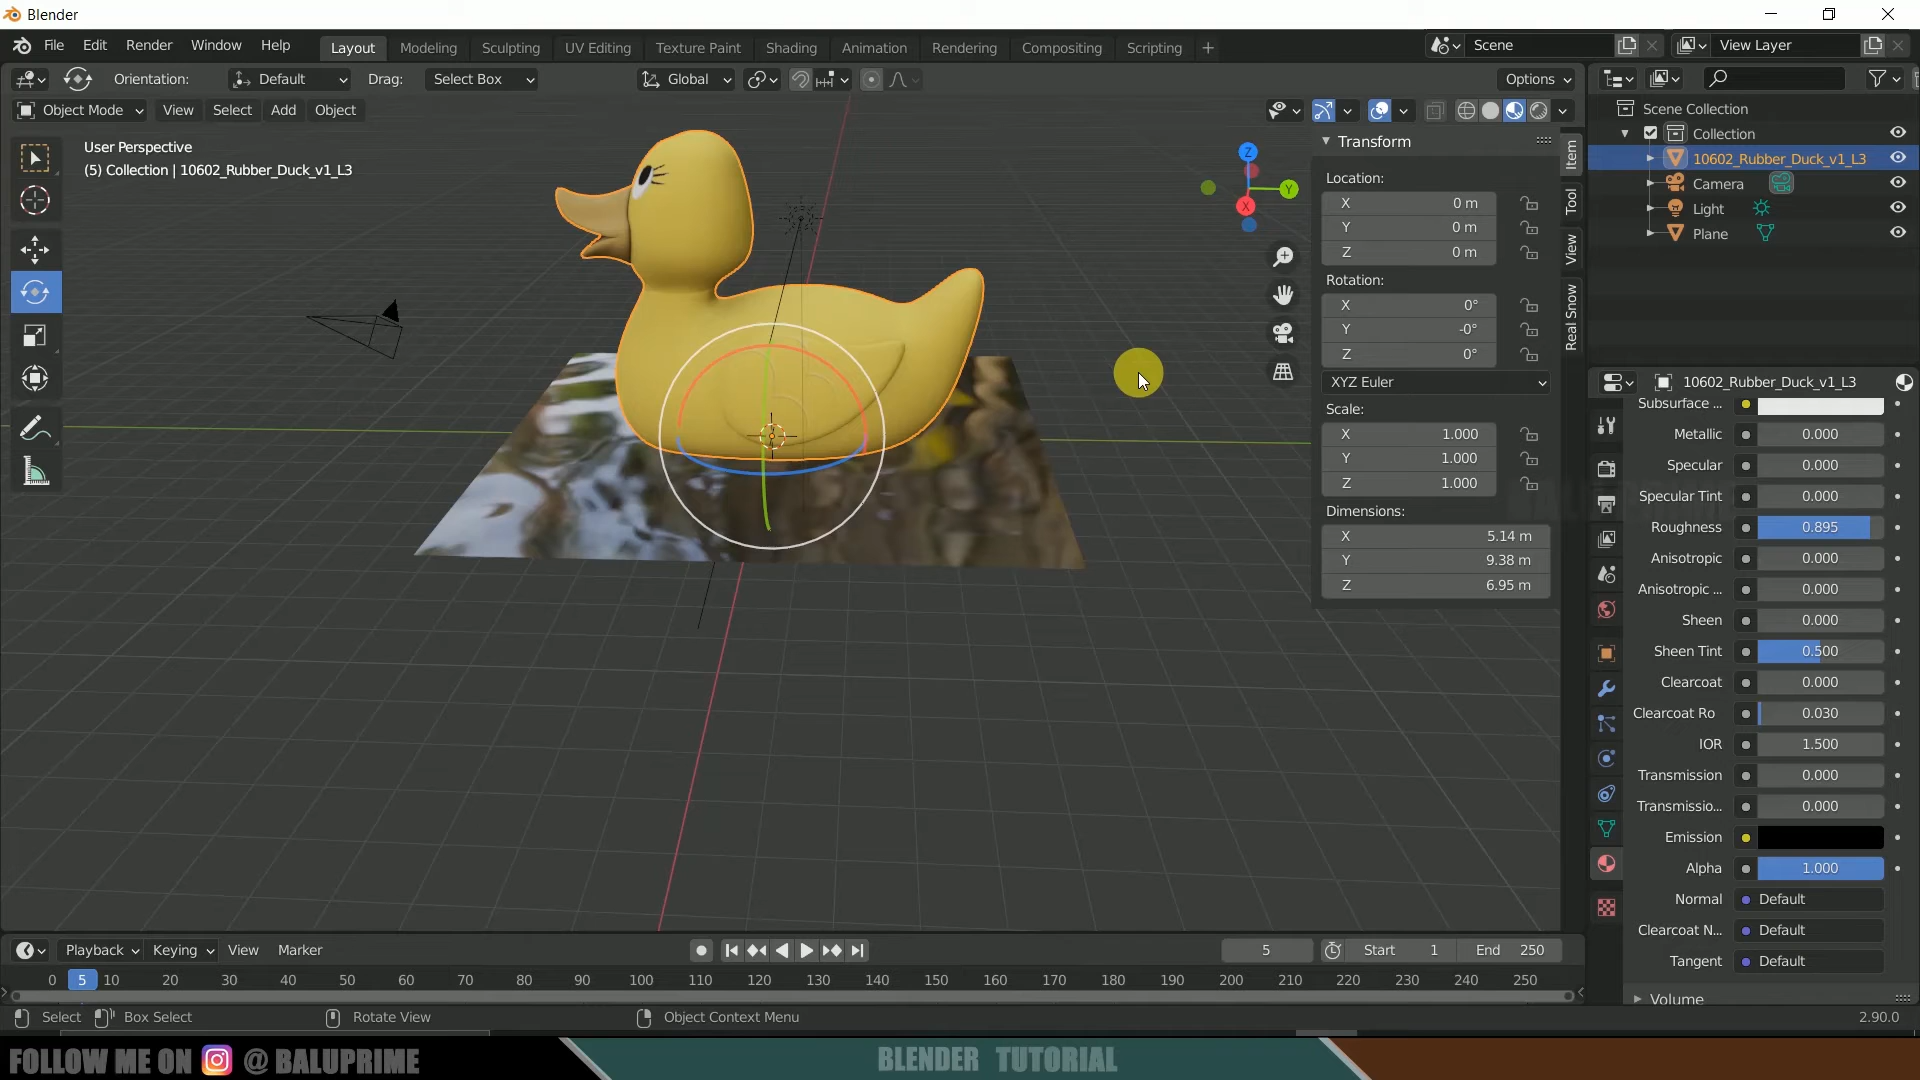 Blender
File Edit Render Window Help
Layout Modeling Sculpting UV Editing Texture Paint Shading Animation Rendering Compositing Scripting +
Scene
View Layer
Orientation: Default Drag: Select Box
Global
Options
Object Mode View Select Add Object
User Perspective
(5) Collection | 10602_Rubber_Duck_v1_L3
Z
Y
X
Transform
Location:
X 0 m
Y 0 m
Z 0 m
Rotation:
X 0°
Y -0°
Z 0°
XYZ Euler
Scale:
X 1.000
Y 1.000
Z 1.000
Dimensions:
X 5.14 m
Y 9.38 m
Z 6.95 m
Item
Tool
View
Real Snow
Scene Collection
Collection
10602_Rubber_Duck_v1_L3
Camera
Light
Plane
10602_Rubber_Duck_v1_L3
Subsurface ...
Metallic 0.000
Specular 0.000
Specular Tint 0.000
Roughness 0.895
Anisotropic 0.000
Anisotropic ... 0.000
Sheen 0.000
Sheen Tint 0.500
Clearcoat 0.000
Clearcoat Ro 0.030
IOR 1.500
Transmission 0.000
Transmissio... 0.000
Emission
Alpha 1.000
Normal Default
Clearcoat N... Default
Tangent Default
Volume
Playback Keying View Marker
5
Start 1 End 250
0 5 10 20 30 40 50 60 70 80 90 100 110 120 130 140 150 160 170 180 190 200 210 220 230 240 250
Select Box Select Rotate View Object Context Menu
2.90.0
FOLLOW ME ON @ BALUPRIME
BLENDER TUTORIAL